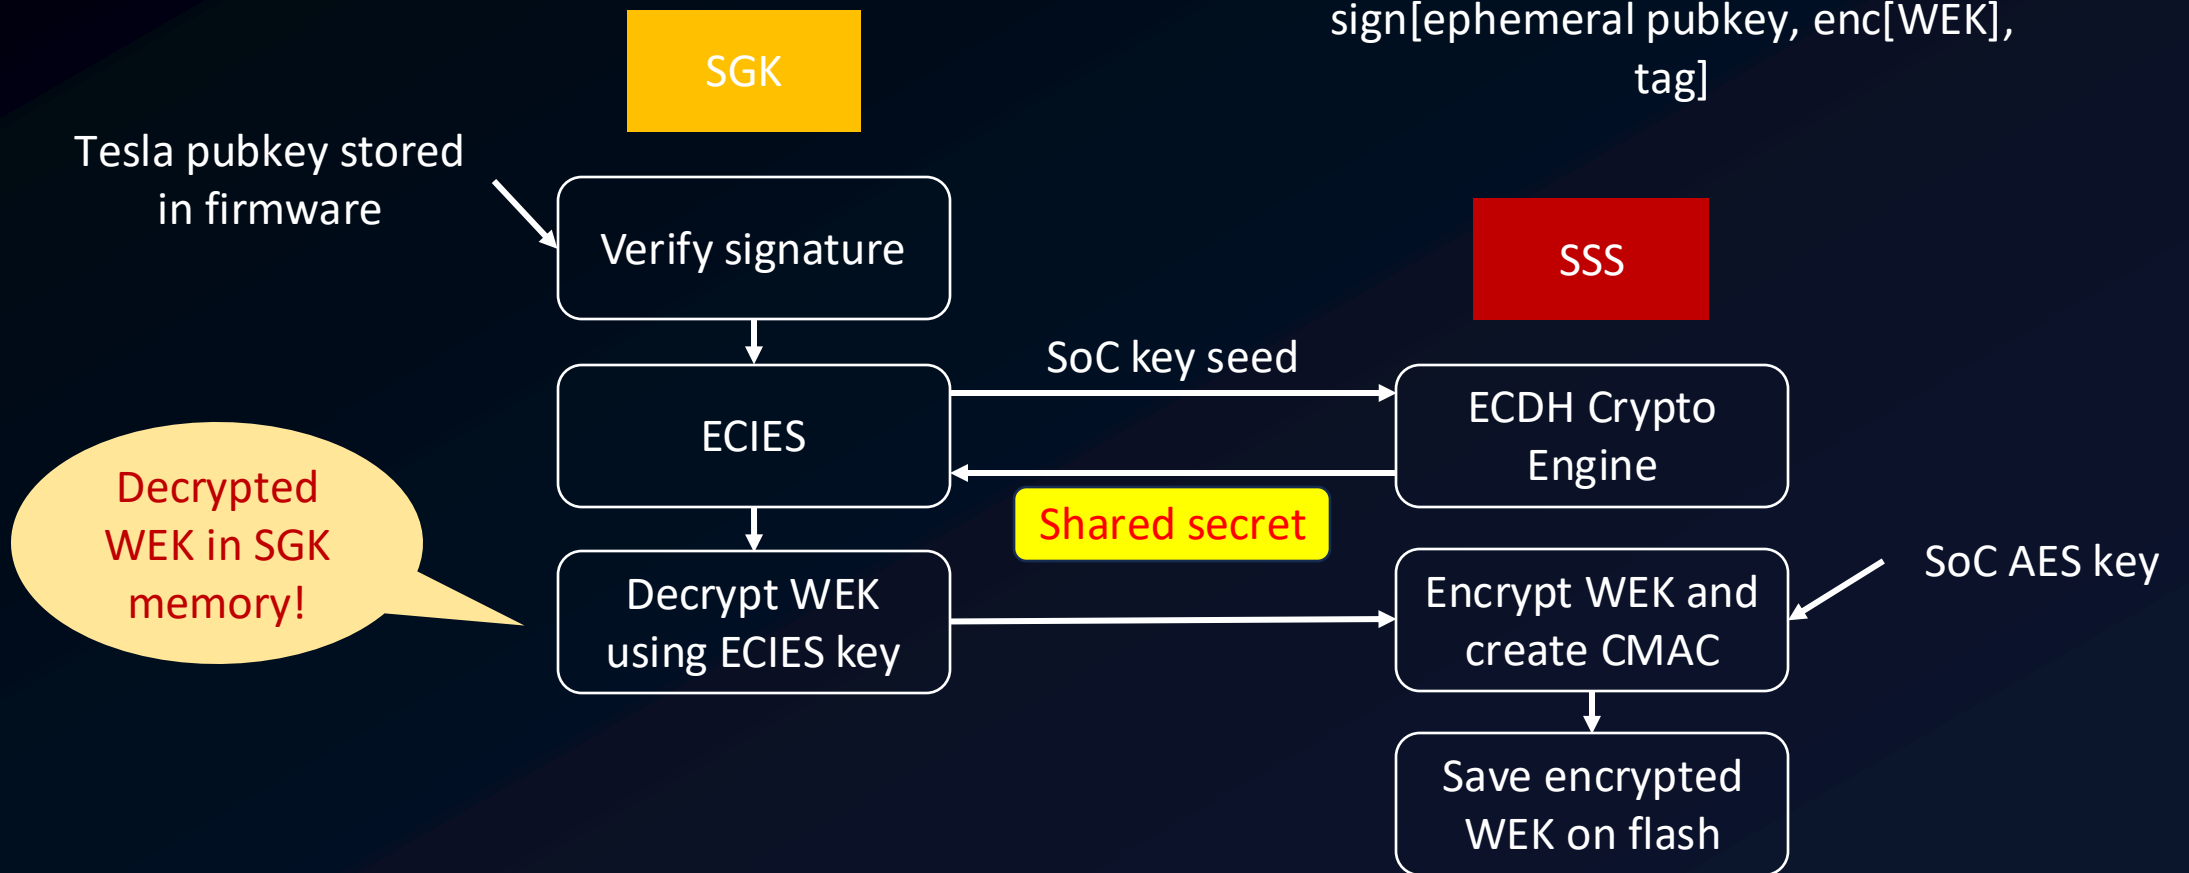 sign[ephemeral pubkey, enc[WEK],
tag]
SGK
Tesla pubkey stored
in firmware
Verify signature
SSS
SoC key seed
ECIES
ECDH Crypto
Engine
Shared secret
Decrypted
WEK in SGK
memory!
Decrypt WEK
using ECIES key
Encrypt WEK and
create CMAC
SoC AES key
Save encrypted
WEK on flash